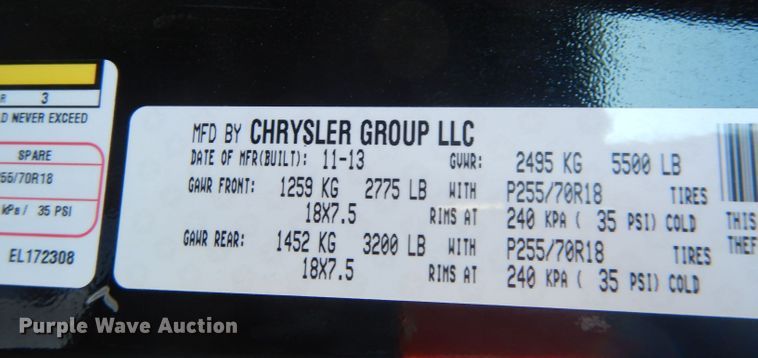 R 3
D NEVER EXCEED
SPARE
255/70R18
kPa/ 35 PSI
EL172308
MFD BY CHRYSLER GROUP LLC
DATE OF MFR(BUILT): 11-13 GVWR: 2495 KG 5500 LB
GAWR FRONT: 1259 KG 2775 LB WITH P255/70R18 TIRES
18X7.5 RIMS AT 240 KPA ( 35 PSI) COLD
GAWR REAR: 1452 KG 3200 LB WITH P255/70R18 TIRES
18X7.5 RIMS AT 240 KPA ( 35 PSI) COLD
THIS
THEF
Purple Wave Auction